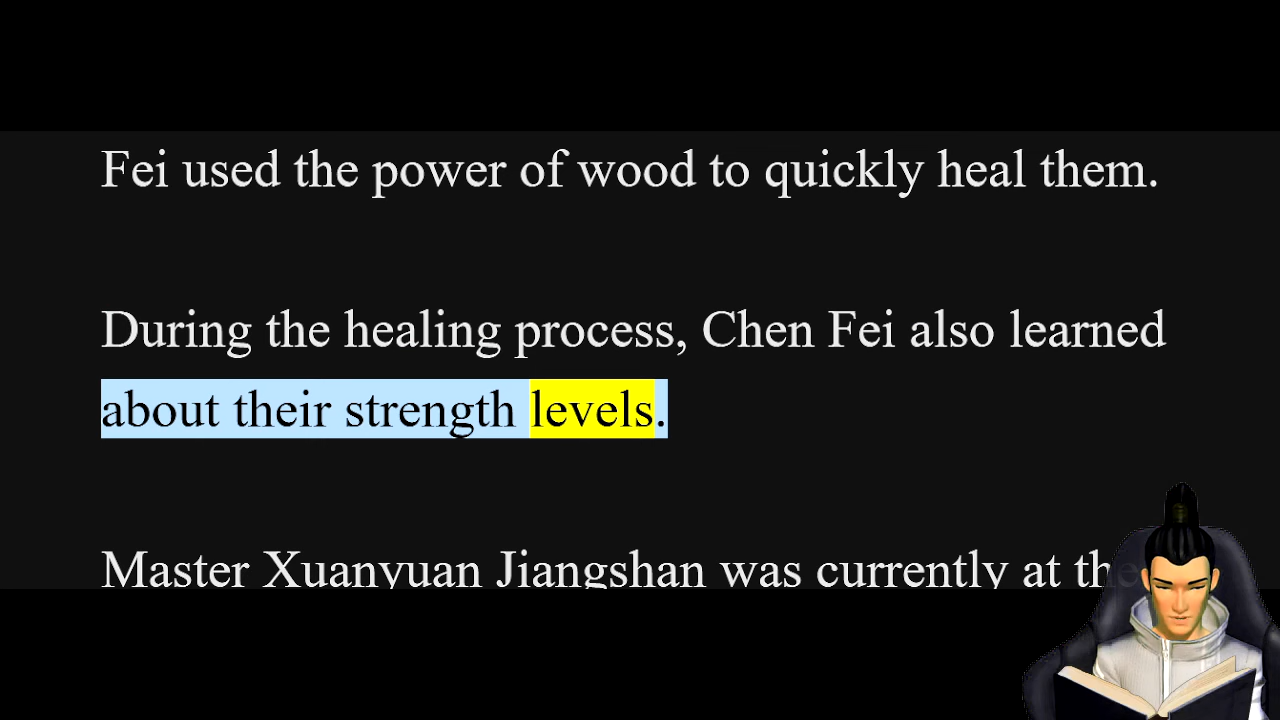 Fei used the power of wood to quickly heal them.
During the healing process, Chen Fei also learned
about their strength levels.
Master Xuanyuan Jiangshan was currently at the